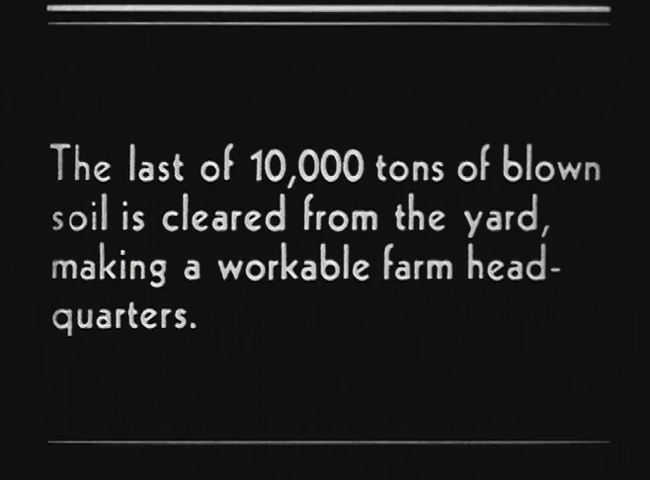 The last of 10,000 tons of blown
soil is cleared from the yard,
making a workable farm head-
quarters.